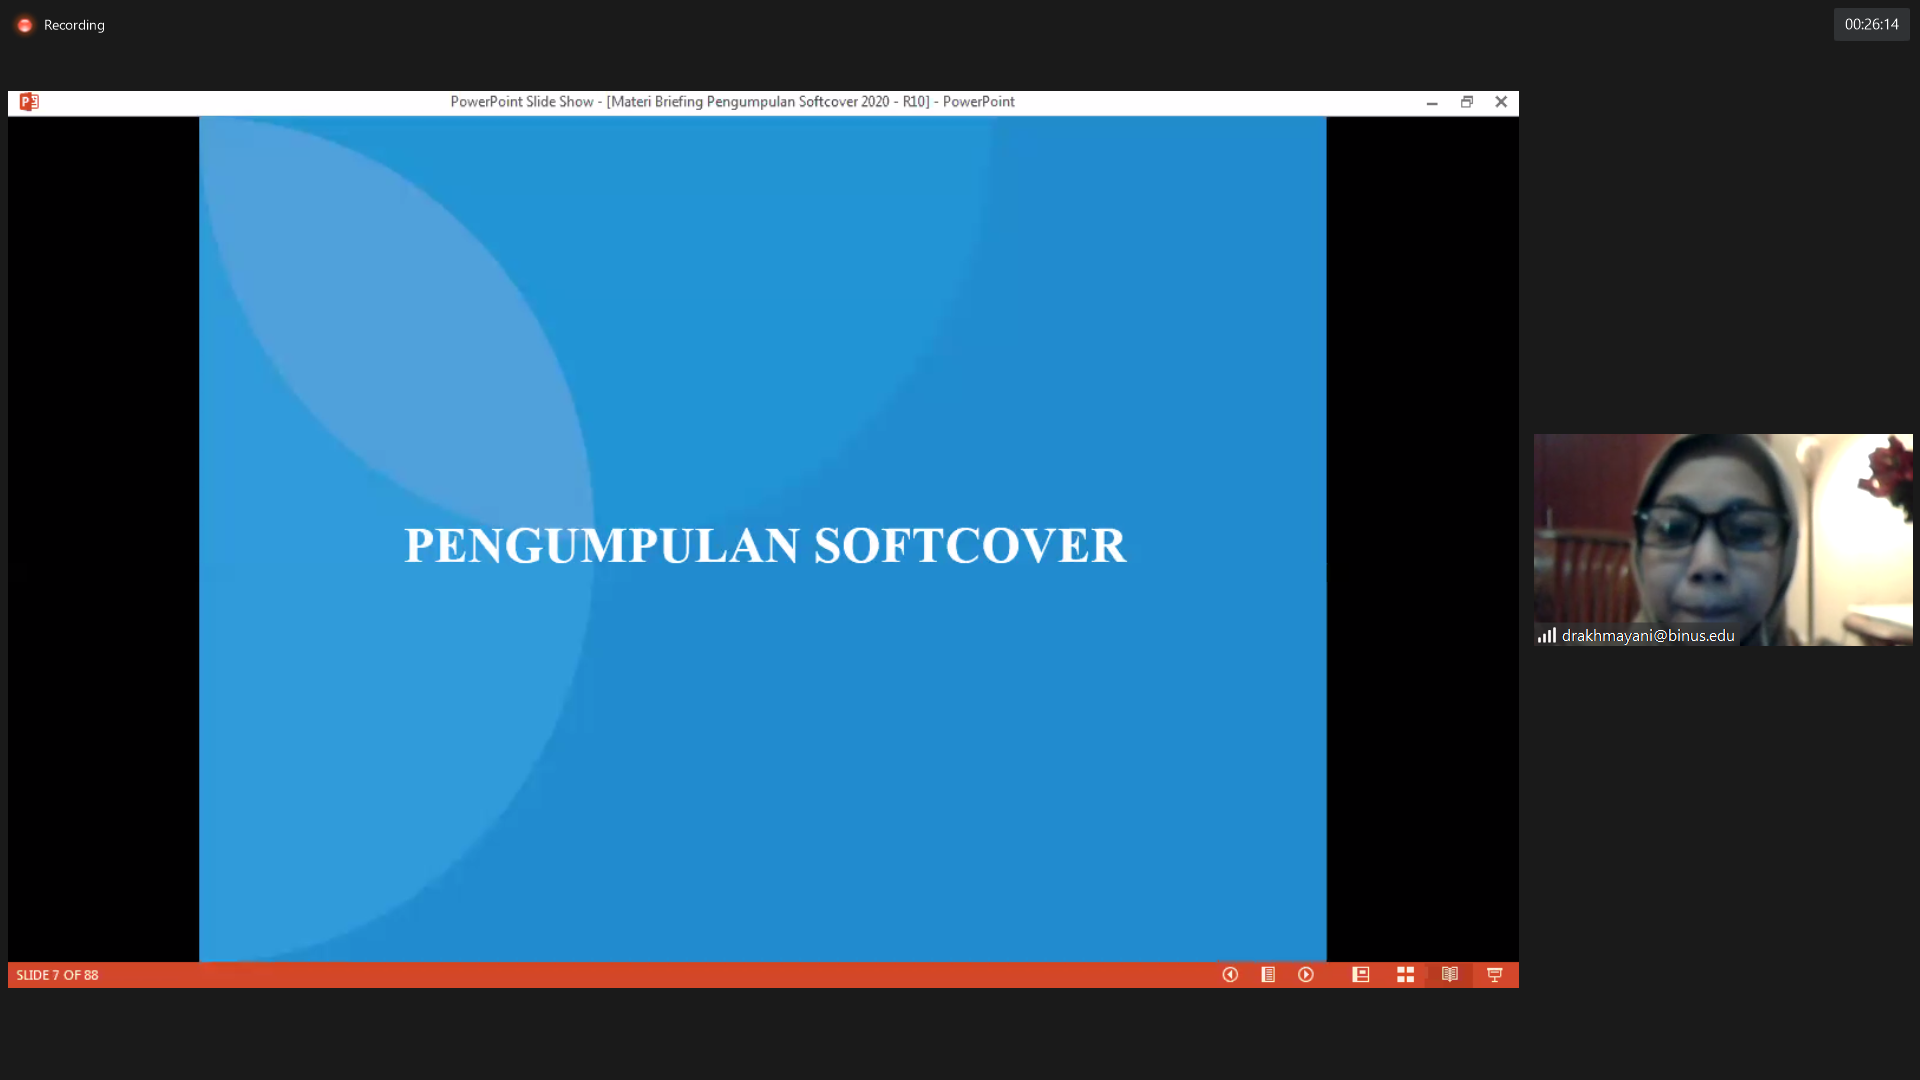 Recording
00:26:14
PowerPoint Slide Show - [Materi Briefing Pengumpulan Softcover 2020 - R10] - PowerPoint
PENGUMPULAN SOFTCOVER
drakhmayani@binus.edu
SLIDE 7 OF 88